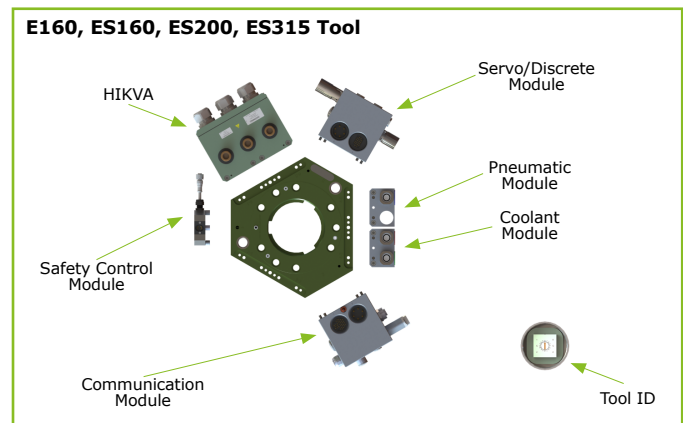 E160, ES160, ES200, ES315 Tool
Servo/Discrete
Module
HIKVA
Pneumatic
Module
Coolant
Module
Safety Control
Module
Communication
Module
Tool ID